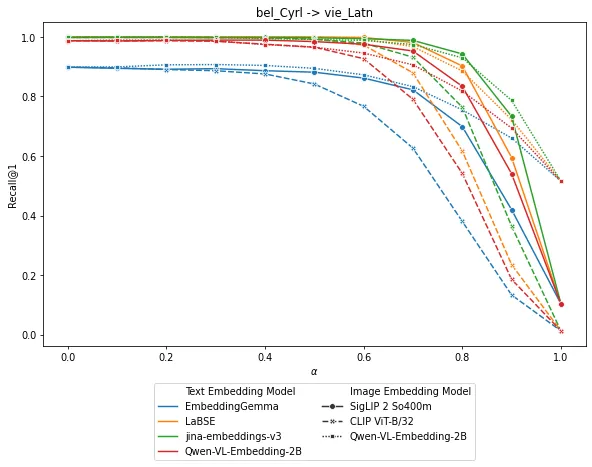 bel_Cyrl -> vie_Latn
Recall@1
1.0
0.8
0.6
0.4
0.2
0.0
0.0 0.2 0.4 0.6 0.8 1.0
α
Text Embedding Model
EmbeddingGemma
LaBSE
jina-embeddings-v3
Qwen-VL-Embedding-2B
Image Embedding Model
SigLIP 2 So400m
CLIP ViT-B/32
Qwen-VL-Embedding-2B